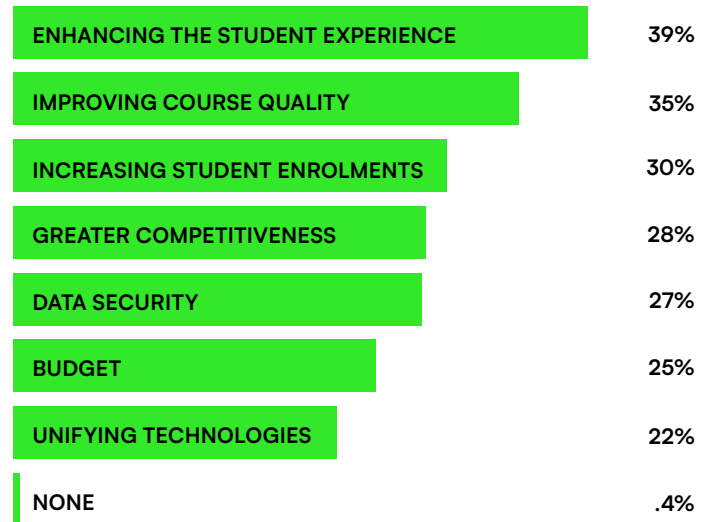 ENHANCING THE STUDENT EXPERIENCE 39%
IMPROVING COURSE QUALITY 35%
INCREASING STUDENT ENROLMENTS 30%
GREATER COMPETITIVENESS 28%
DATA SECURITY 27%
BUDGET 25%
UNIFYING TECHNOLOGIES 22%
NONE .4%